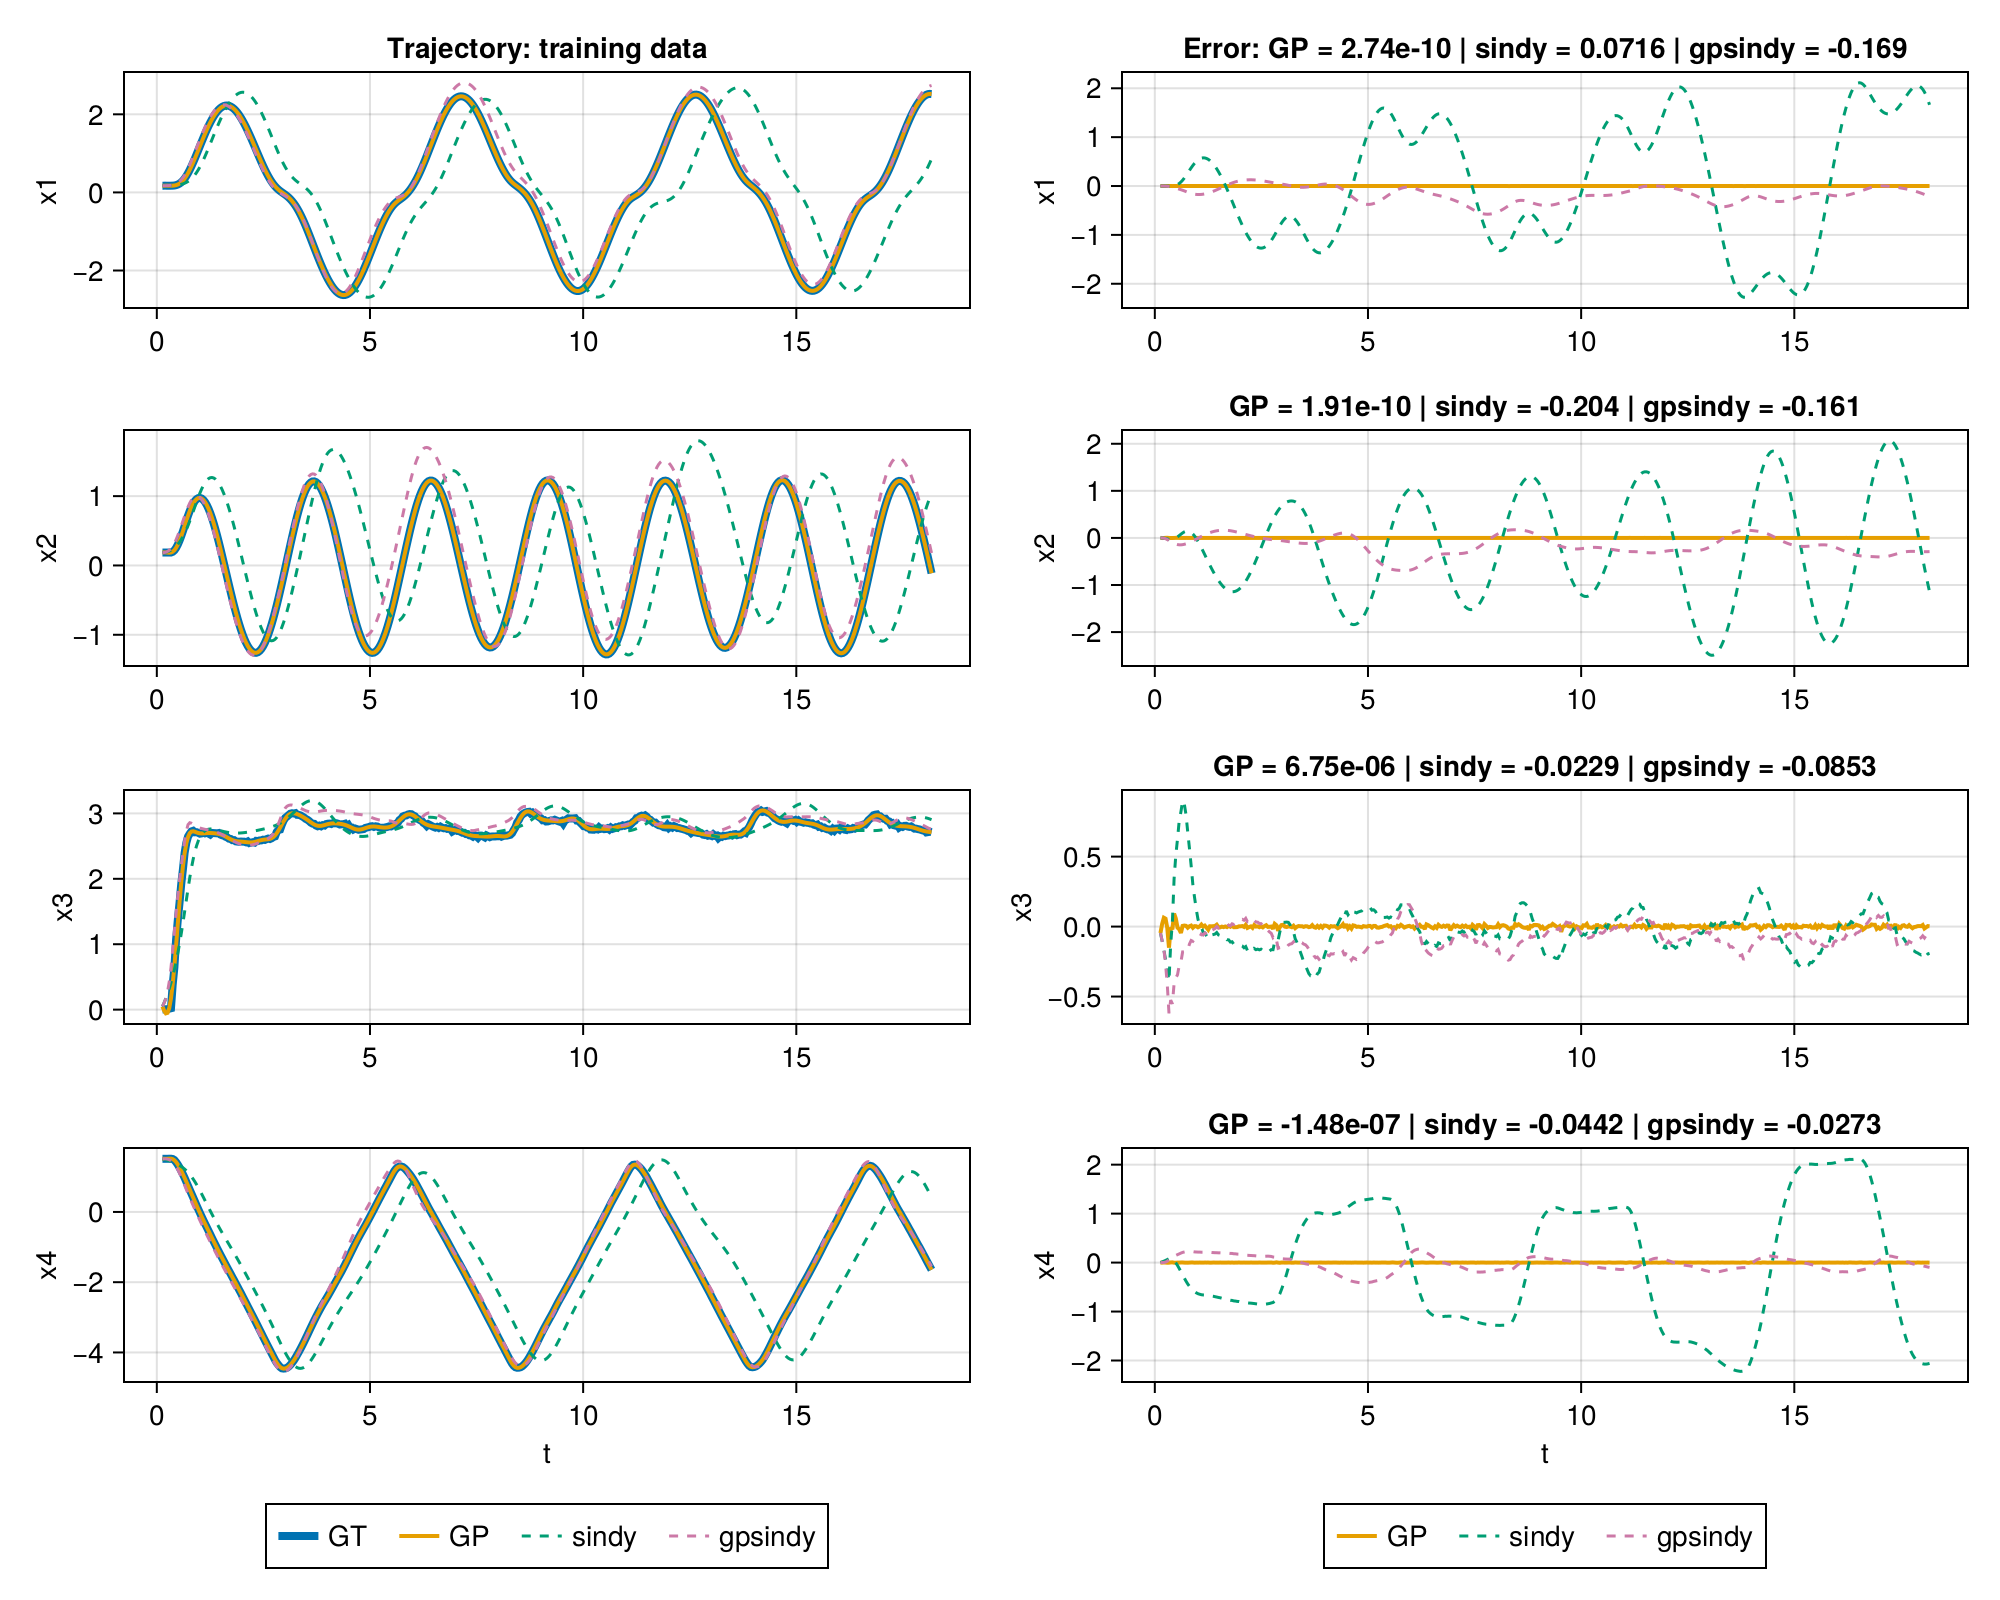 Trajectory: training data
x1
2
0
−2
0 5 10 15
Error: GP = 2.74e-10 | sindy = 0.0716 | gpsindy = -0.169
x1
2
1
0
−1
−2
0 5 10 15
x2
1
0
−1
0 5 10 15
GP = 1.91e-10 | sindy = -0.204 | gpsindy = -0.161
x2
2
1
0
−1
−2
0 5 10 15
x3
3
2
1
0
0 5 10 15
GP = 6.75e-06 | sindy = -0.0229 | gpsindy = -0.0853
x3
0.5
0.0
−0.5
0 5 10 15
x4
0
−2
−4
0 5 10 15
t
GP = -1.48e-07 | sindy = -0.0442 | gpsindy = -0.0273
x4
2
1
0
−1
−2
0 5 10 15
t
GT GP sindy gpsindy
GP sindy gpsindy